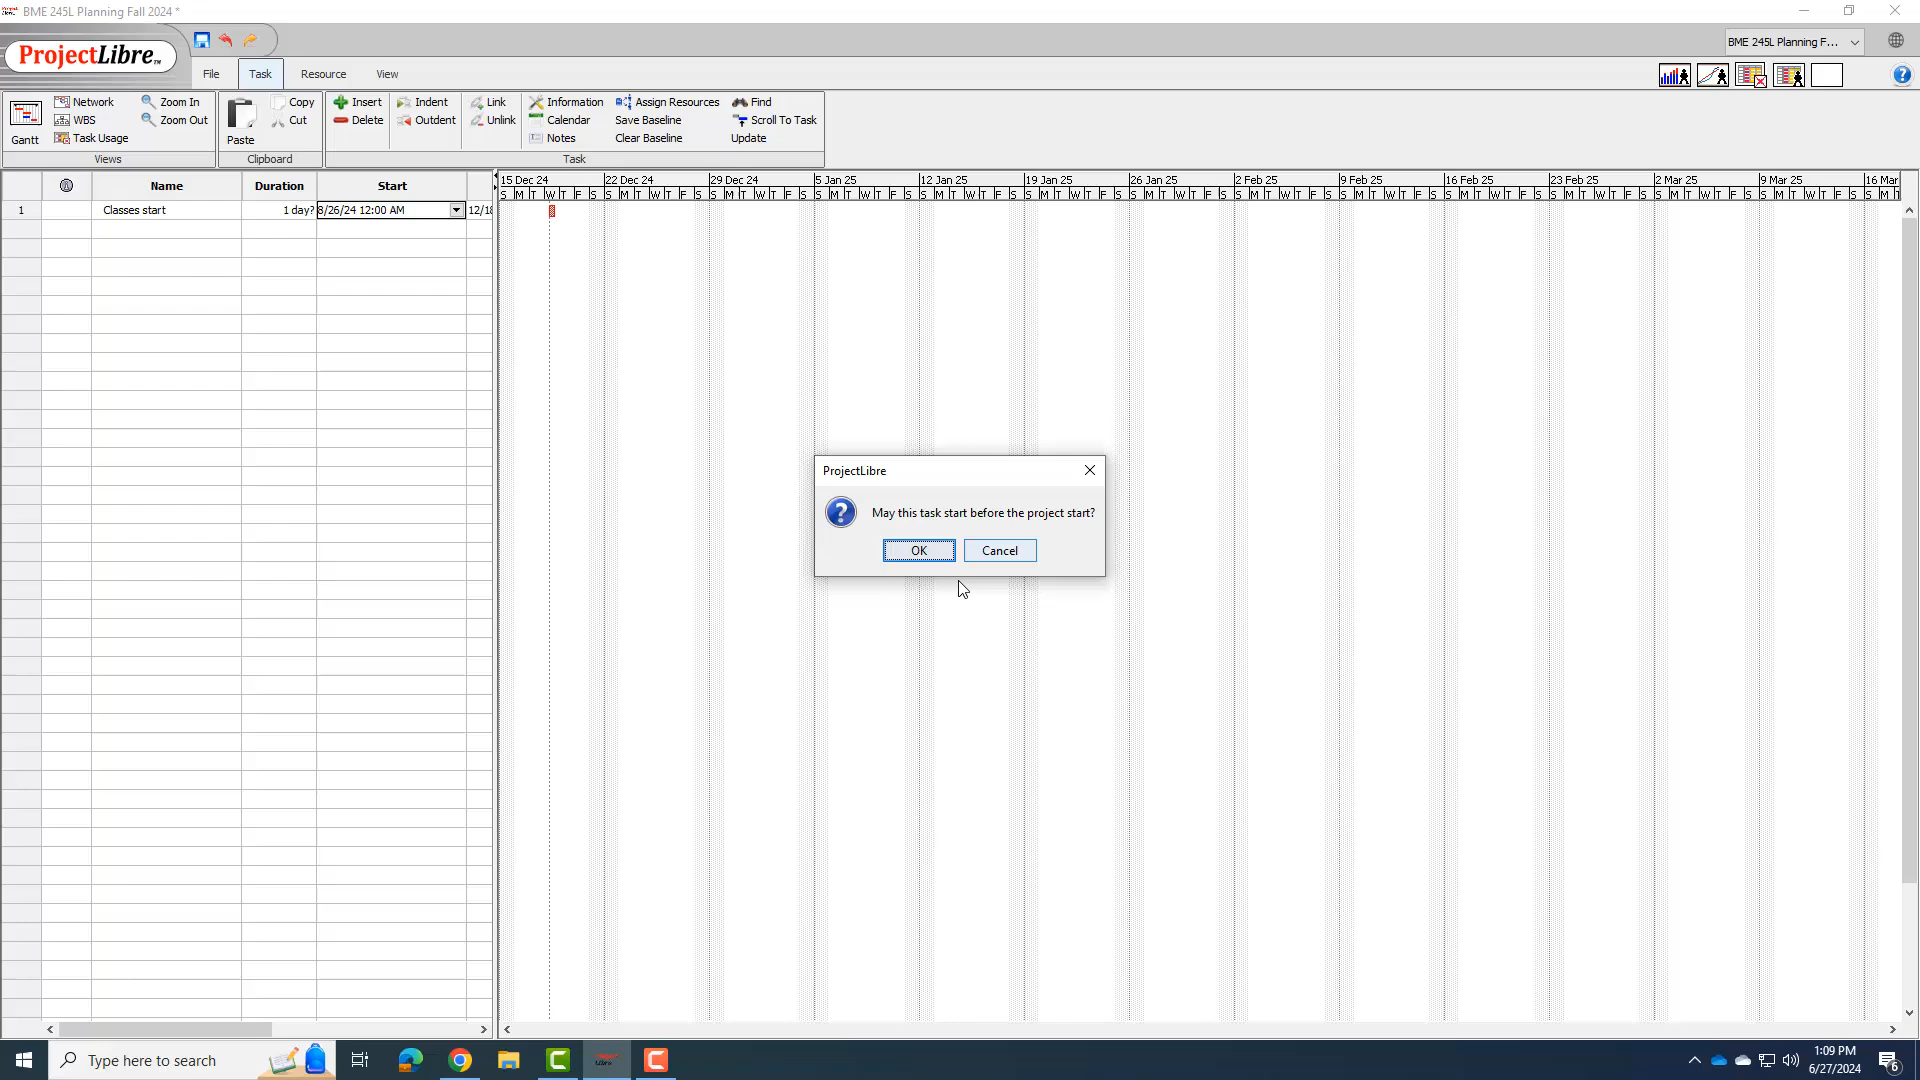 BME 245L Planning Fall 2024 *
ProjectLibre™
BME 245L Planning F...
File Task Resource View
Gantt
Network
WBS
Task Usage
Zoom In
Zoom Out
Views
Paste
Copy
Cut
Clipboard
Insert
Delete
Indent
Outdent
Link
Unlink
Information
Calendar
Notes
Assign Resources
Save Baseline
Clear Baseline
Find
Scroll To Task
Update
Task
Name Duration Start
1 Classes start 1 day? 8/26/24 12:00 AM 12/18
15 Dec 24 22 Dec 24 29 Dec 24 5 Jan 25 12 Jan 25 19 Jan 25 26 Jan 25 2 Feb 25 9 Feb 25 16 Feb 25 23 Feb 25 2 Mar 25 9 Mar 25 16 Mar
S M T W T F S S M T W T F S S M T W T F S S M T W T F S S M T W T F S S M T W T F S S M T W T F S S M T W T F S S M T W T F S S M T W T F S S M T W T F S S M T W T F S S M T W T F S S M T
ProjectLibre
May this task start before the project start?
OK Cancel
Type here to search
1:09 PM
6/27/2024
6